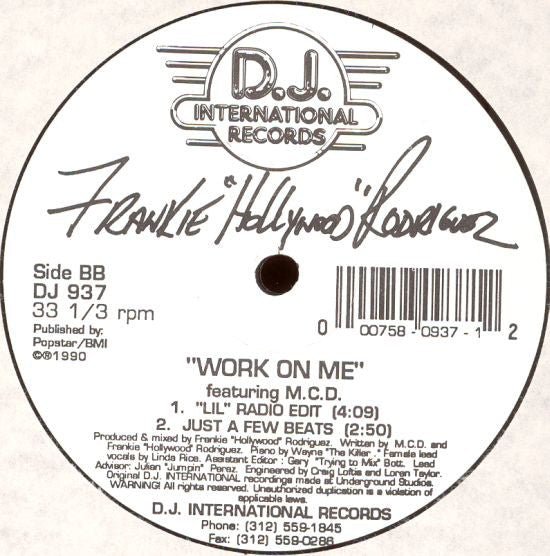 D.J.
INTERNATIONAL
RECORDS
FRANKIE "HOLLYWOOD" RODRIGUEZ
Side BB
DJ 937
33 1/3 rpm
Published by:
Popstar/BMI
©®1990
0 00758 - 0937 - 1 2
"WORK ON ME"
featuring M.C.D.
1. "LIL" RADIO EDIT (4:09)
2. JUST A FEW BEATS (2:50)
Produced & mixed by Frankie "Hollywood" Rodriguez. Written by M.C.D. and
Frankie "Hollywood" Rodriguez. Piano by Wayne "The Killer ." Female lead
vocals by Linda Rice. Assistant Editor : Gary "Trying to Mix" Bott. Lead
Advisor: Julian "Jumpin" Perez. Engineered by Craig Loftis and Loren Taylor.
Original D.J. INTERNATIONAL recordings made at Underground Studios.
WARNING! All rights reserved. Unauthorized duplication is a violation of
applicable laws.
D.J. INTERNATIONAL RECORDS
Phone: (312) 559-1845
Fax: (312) 559-0286